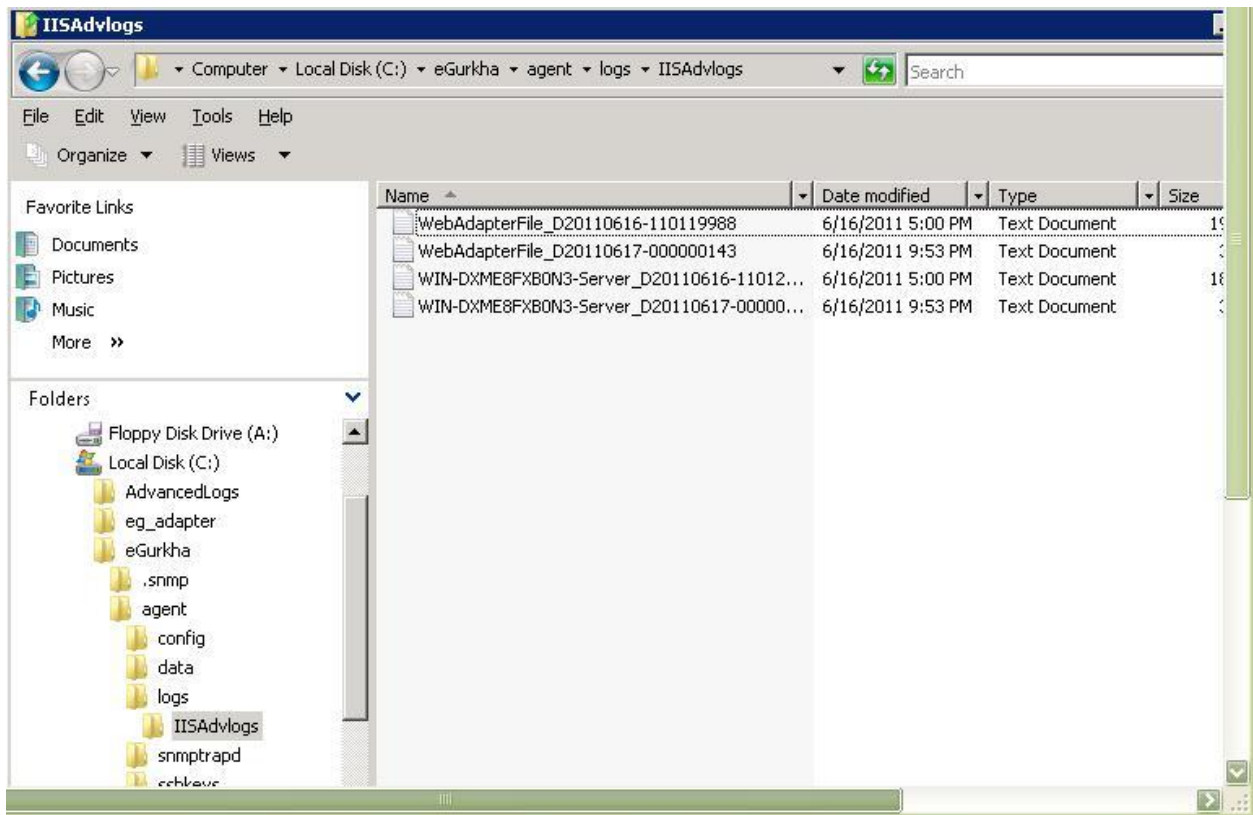 IISAdvlogs
Computer Local Disk (C:) eGurkha agent logs IISAdvlogs Search
File Edit View Tools Help
Organize Views
Favorite Links
Documents
Pictures
Music
More »
Folders
Floppy Disk Drive (A:)
Local Disk (C:)
AdvancedLogs
eg_adapter
eGurkha
.snmp
agent
config
data
logs
IISAdvlogs
snmptrapd
Name Date modified Type Size
WebAdapterFile_D20110616-110119988 6/16/2011 5:00 PM Text Document
WebAdapterFile_D20110617-000000143 6/16/2011 9:53 PM Text Document
WIN-DXME8FXB0N3-Server_D20110616-11012... 6/16/2011 5:00 PM Text Document
WIN-DXME8FXB0N3-Server_D20110617-00000... 6/16/2011 9:53 PM Text Document